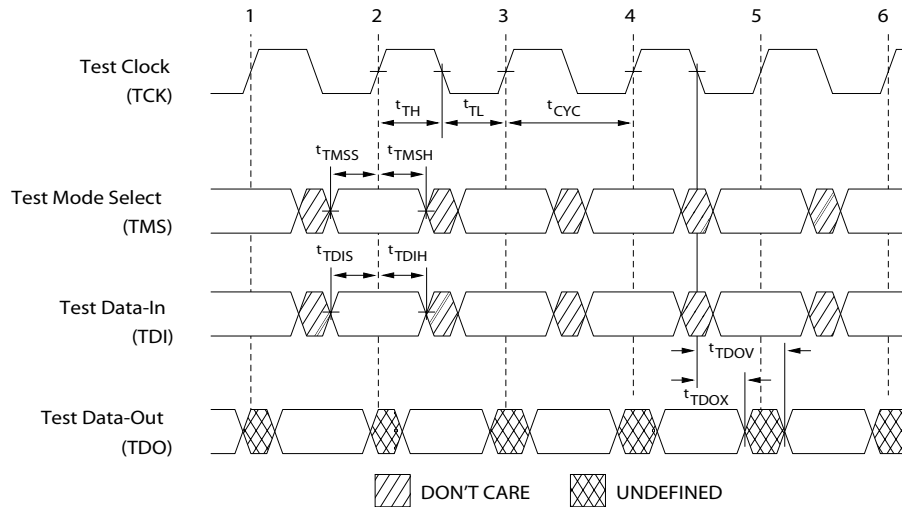 1 2 3 4 5 6
Test Clock
(TCK)
tTH tTL tCYC
tTMSS tTMSH
Test Mode Select
(TMS)
tTDIS tTDIH
Test Data-In
(TDI)
tTDOV
tTDOX
Test Data-Out
(TDO)
DON'T CARE UNDEFINED